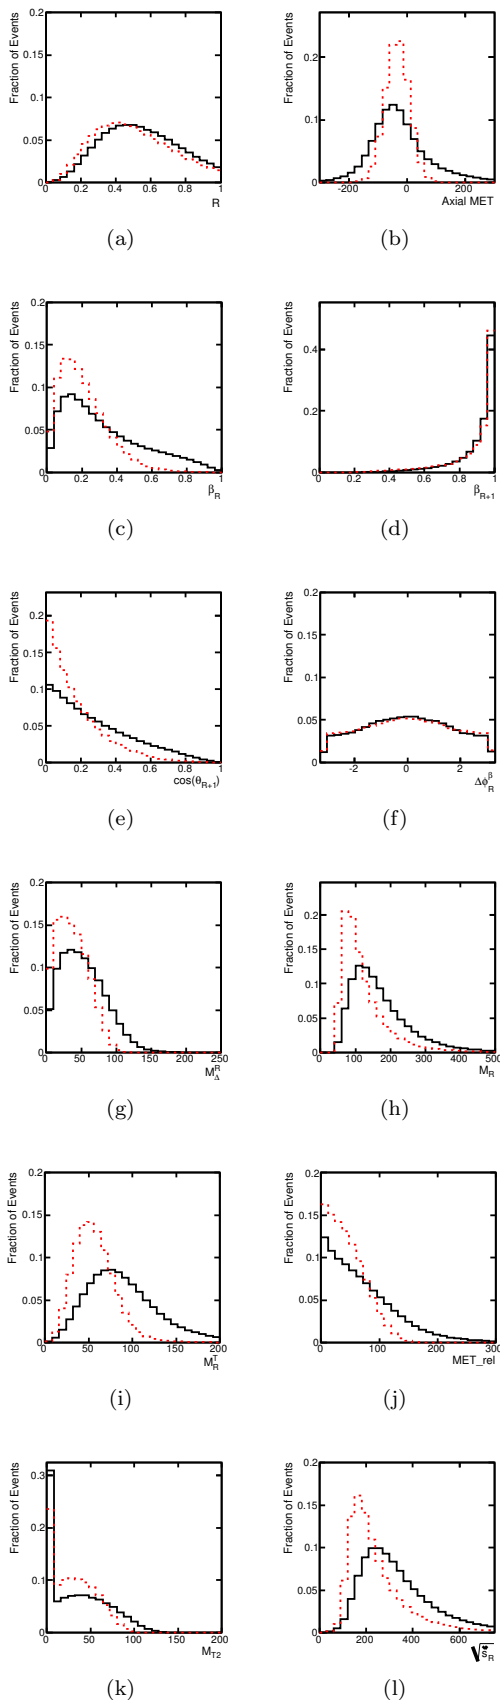 Fraction of Events
0.2
0.15
0.1
0.05
0
0 0.2 0.4 0.6 0.8 1
R
(a)
Fraction of Events
0.2
0.1
0
-200 0 200
Axial MET
(b)
Fraction of Events
0.2
0.15
0.1
0.05
0
0 0.2 0.4 0.6 0.8 1
β_R
(c)
Fraction of Events
0.4
0.2
0
0 0.2 0.4 0.6 0.8 1
β_R+1
(d)
Fraction of Events
0.2
0.15
0.1
0.05
0
0 0.2 0.4 0.6 0.8 1
cos(θ_R+1)
(e)
Fraction of Events
0.2
0.15
0.1
0.05
0
-2 0 2
Δϕ_R^β
(f)
Fraction of Events
0.2
0.15
0.1
0.05
0
0 50 100 150 200 250
M_Δ^R
(g)
Fraction of Events
0.2
0.15
0.1
0.05
0
0 100 200 300 400 500
M_R
(h)
Fraction of Events
0.2
0.15
0.1
0.05
0
0 50 100 150 200
M_R^T
(i)
Fraction of Events
0.2
0.15
0.1
0.05
0
0 100 200 300
MET_rel
(j)
Fraction of Events
0.3
0.2
0.1
0
0 50 100 150 200
M_T2
(k)
Fraction of Events
0.2
0.15
0.1
0.05
0
0 200 400 600
(l)